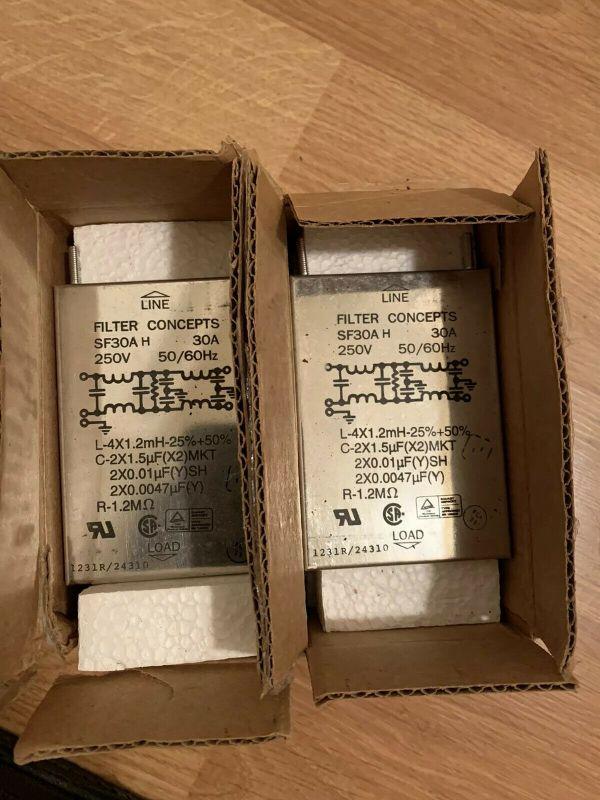 LINE
FILTER CONCEPTS
SF30A H 30A
250V 50/60Hz
L-4X1.2mH-25%+50%
C-2X1.5µF(X2)MKT
2X0.01µF(Y)SH
2X0.0047µF(Y)
R-1.2MΩ
LOAD
1231R/24310
LINE
FILTER CONCEPTS
SF30A H 30A
250V 50/60Hz
L-4X1.2mH-25%+50%
C-2X1.5µF(X2)MKT
2X0.01µF(Y)SH
2X0.0047µF(Y)
R-1.2MΩ
LOAD
1231R/24310